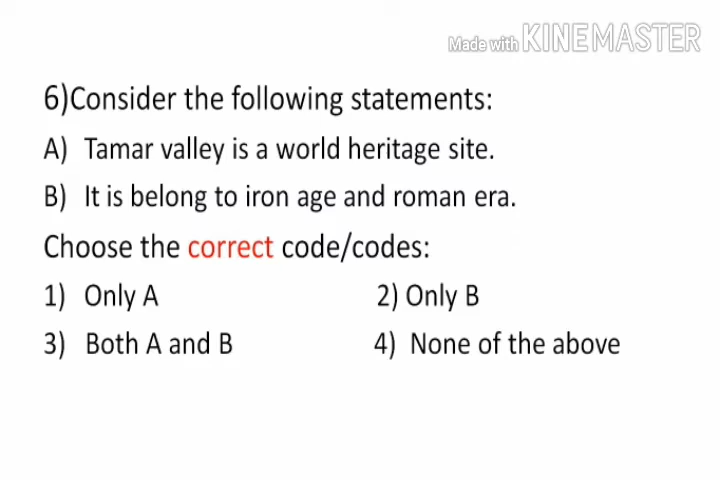 Made with KINEMASTER
6)Consider the following statements:
A) Tamar valley is a world heritage site.
B) It is belong to iron age and roman era.
Choose the correct code/codes:
1) Only A 2) Only B
3) Both A and B 4) None of the above